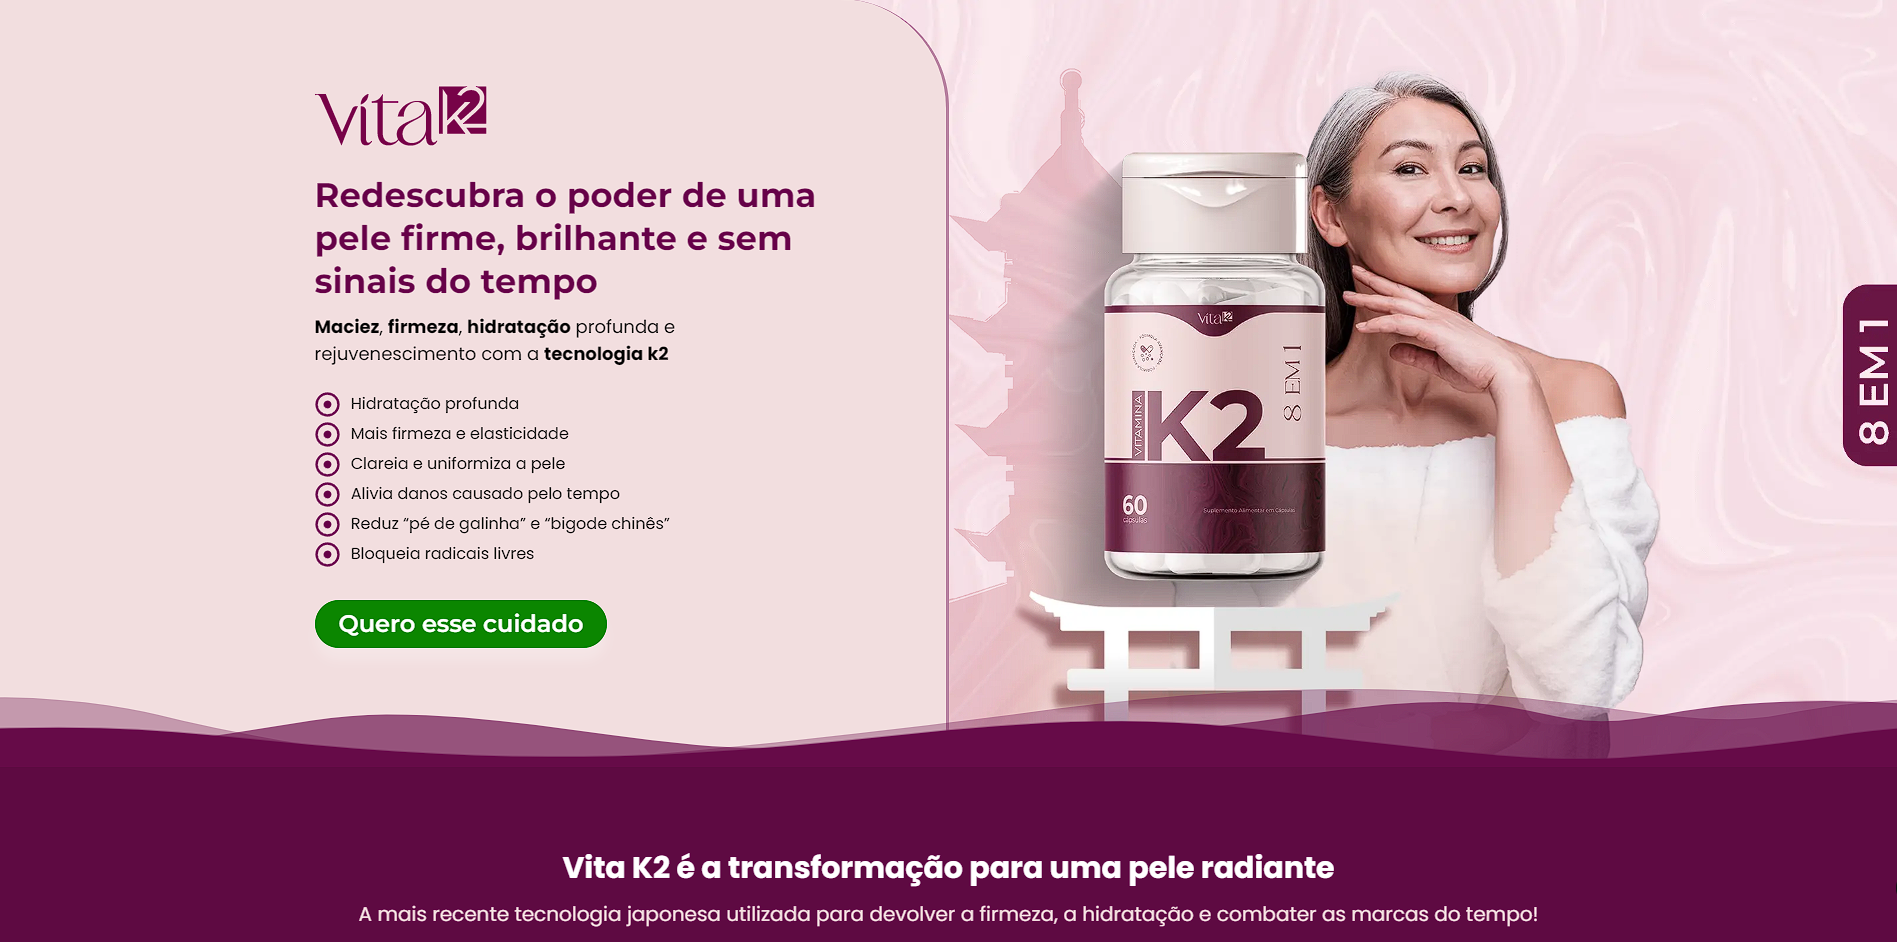 Vita K2
Redescubra o poder de uma
pele firme, brilhante e sem
sinais do tempo
Maciez, firmeza, hidratação profunda e
rejuvenescimento com a tecnologia k2
Hidratação profunda
Mais firmeza e elasticidade
Clareia e uniformiza a pele
Alivia danos causado pelo tempo
Reduz “pé de galinha” e “bigode chinês”
Bloqueia radicais livres
Quero esse cuidado
Vita K2
8 EM 1
VITAMINA
K2
60
cápsulas
Suplemento Alimentar em Cápsulas
8 EM 1
Vita K2 é a transformação para uma pele radiante
A mais recente tecnologia japonesa utilizada para devolver a firmeza, a hidratação e combater as marcas do tempo!